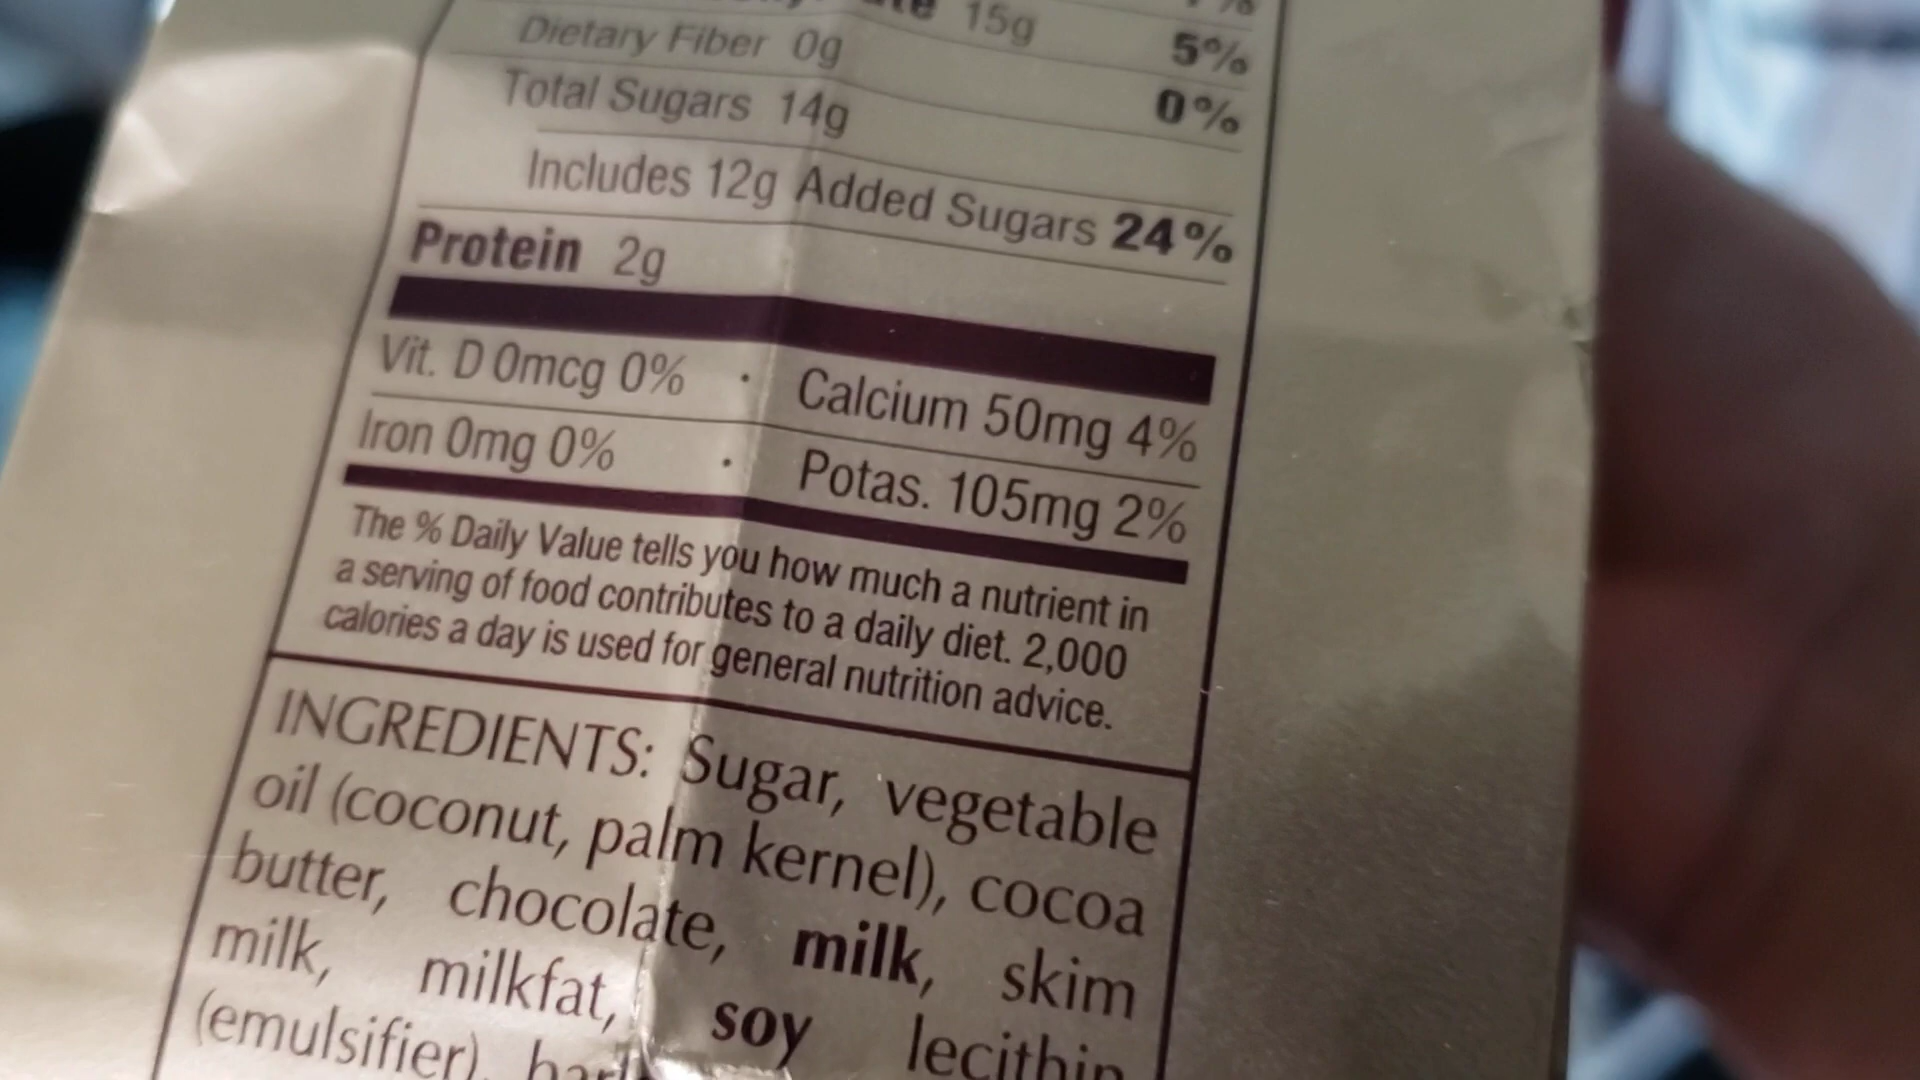 15g 5%
Dietary Fiber 0g 0%
Total Sugars 14g
Includes 12g Added Sugars 24%
Protein 2g
Vit. D 0mcg 0% · Calcium 50mg 4%
Iron 0mg 0% · Potas. 105mg 2%
The % Daily Value tells you how much a nutrient in
a serving of food contributes to a daily diet. 2,000
calories a day is used for general nutrition advice.
INGREDIENTS: Sugar, vegetable
oil (coconut, palm kernel), cocoa
butter, chocolate, milk, skim
milk, milkfat, soy lecithin
(emulsifier),